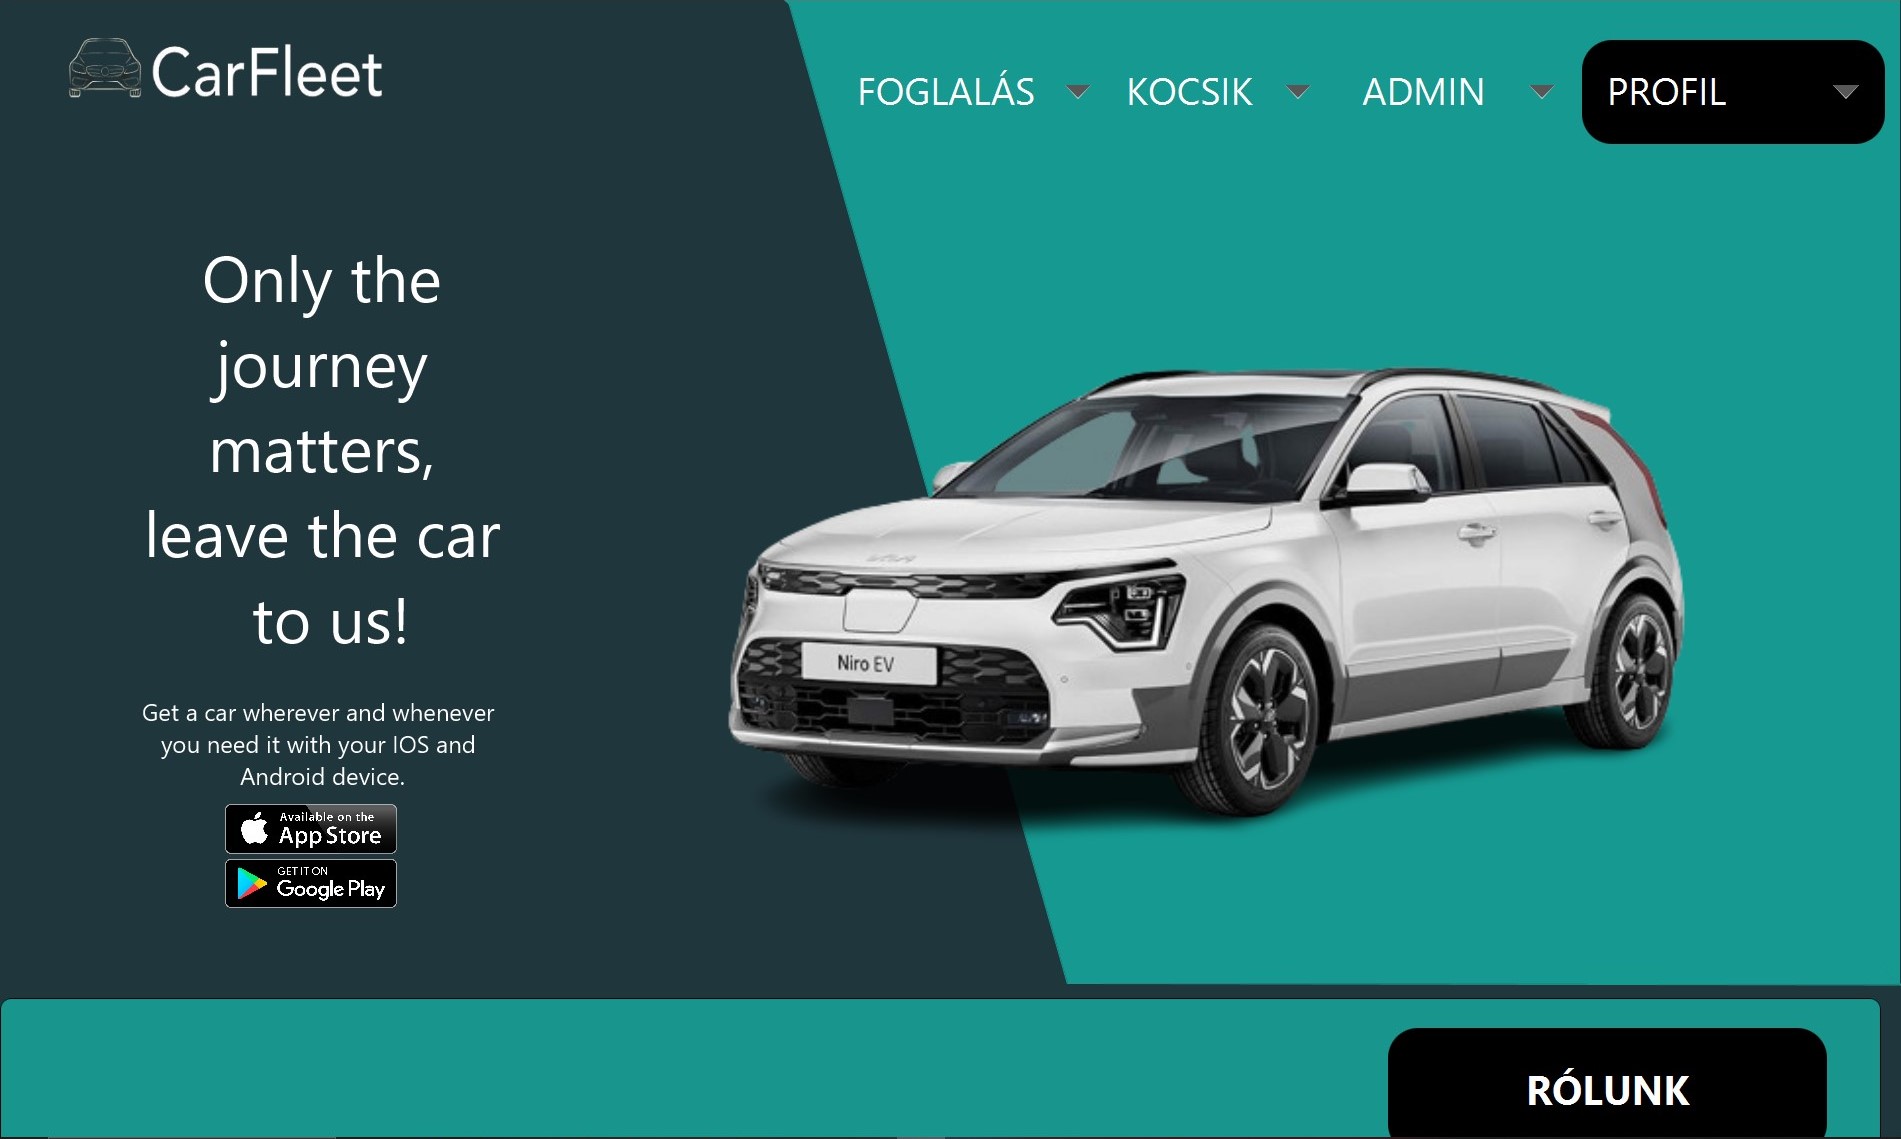 CarFleet
FOGLALÁS KOCSIK ADMIN PROFIL
Only the
journey
matters,
leave the car
to us!
Get a car wherever and whenever
you need it with your IOS and
Android device.
Available on the
App Store
GET IT ON
Google Play
KIA
Niro EV
RÓLUNK